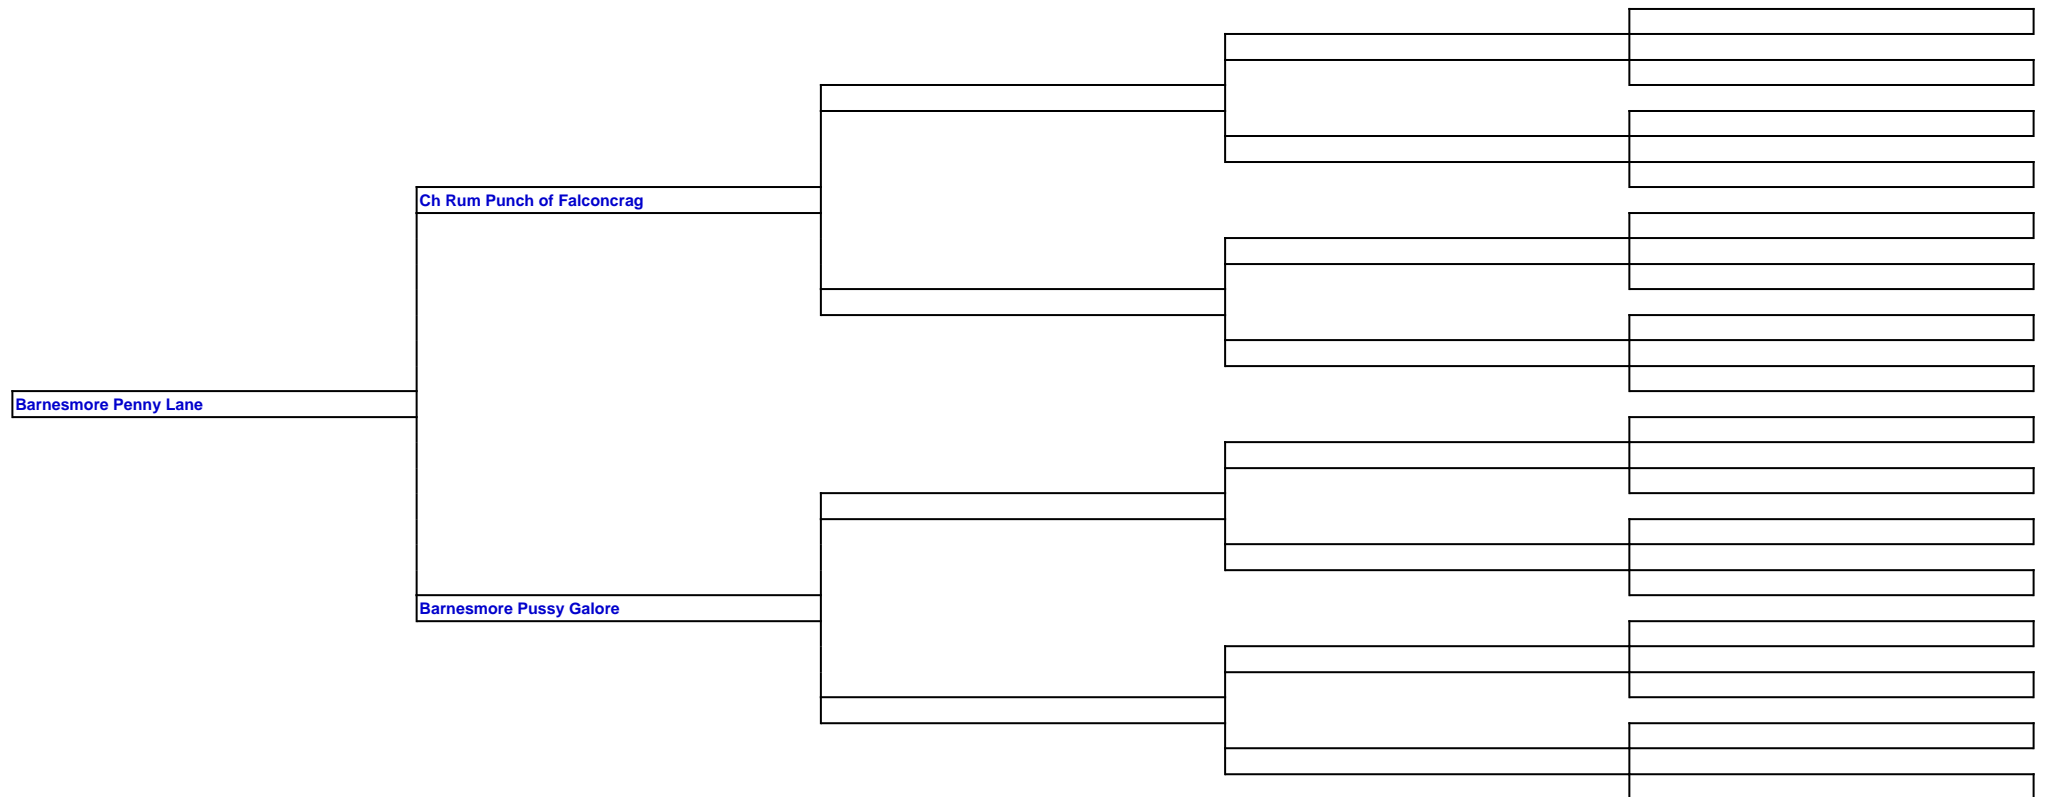 Ch Rum Punch of Falconcrag
Barnesmore Penny Lane
Barnesmore Pussy Galore